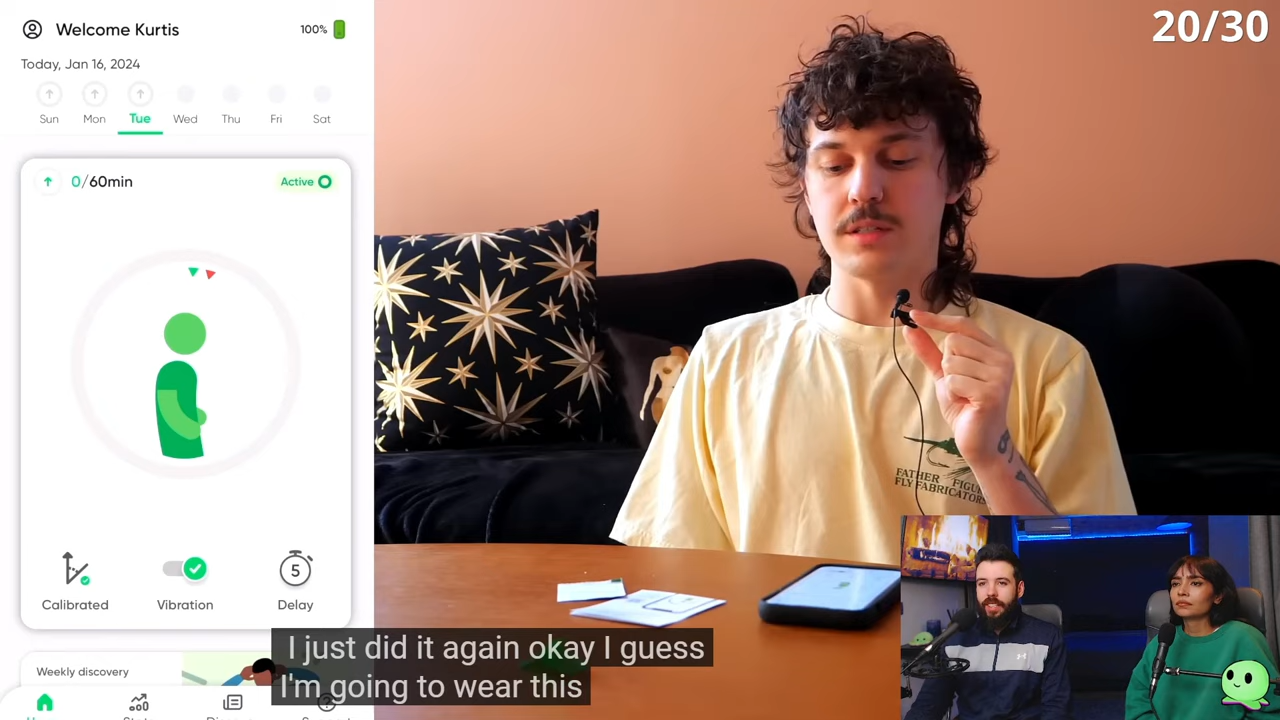 Welcome Kurtis
100%
Today, Jan 16, 2024
Sun Mon Tue Wed Thu Fri Sat
0/60min
Active
Calibrated
Vibration
5
Delay
Weekly discovery
20/30
FATHER FIGU
FLY FABRICATORS
I just did it again okay I guess
I'm going to wear this